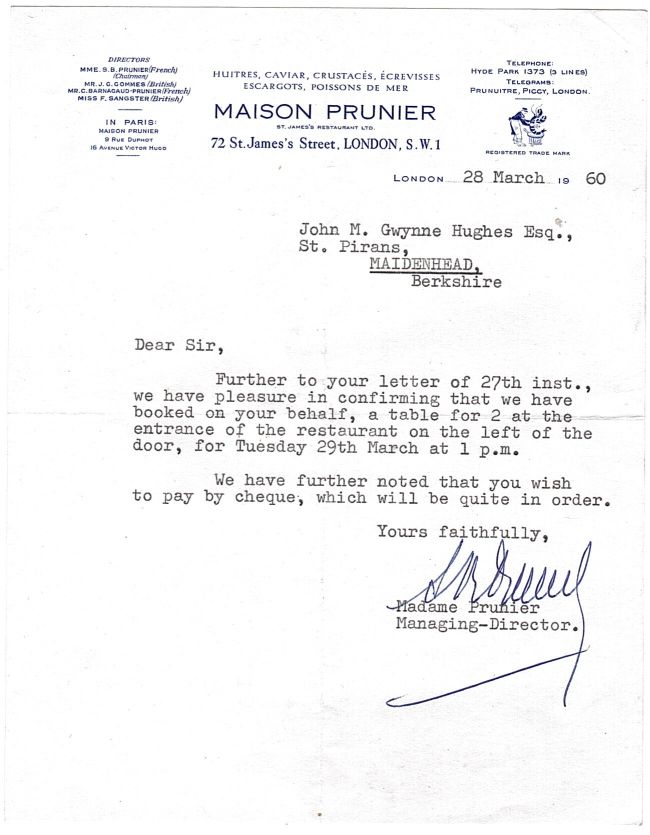 DIRECTORS
MME. S. B. PRUNIER (French)
(Chairman)
MR. J. G. GOMMES (British)
MR. C. BARNAGAUD-PRUNIER (French)
MISS F. SANGSTER (British)
IN PARIS:
MAISON PRUNIER
9 RUE DUPHOT
16 AVENUE VICTOR HUGO
HUITRES, CAVIAR, CRUSTACÉS, ÉCREVISSES
ESCARGOTS, POISSONS DE MER
MAISON PRUNIER
ST. JAMES'S RESTAURANT LTD.
72 St. James's Street, LONDON, S.W.1
TELEPHONE:
HYDE PARK 1373 (3 LINES)
TELEGRAMS:
PRUNUITRE, PICCY, LONDON.
REGISTERED TRADE MARK
LONDON 28 March 19 60
John M. Gwynne Hughes Esq.,
St. Pirans,
MAIDENHEAD,
Berkshire
Dear Sir,
Further to your letter of 27th inst.,
we have pleasure in confirming that we have
booked on your behalf, a table for 2 at the
entrance of the restaurant on the left of the
door, for Tuesday 29th March at 1 p.m.
We have further noted that you wish
to pay by cheque, which will be quite in order.
Yours faithfully,
S B Prunier
Madame Prunier
Managing-Director.